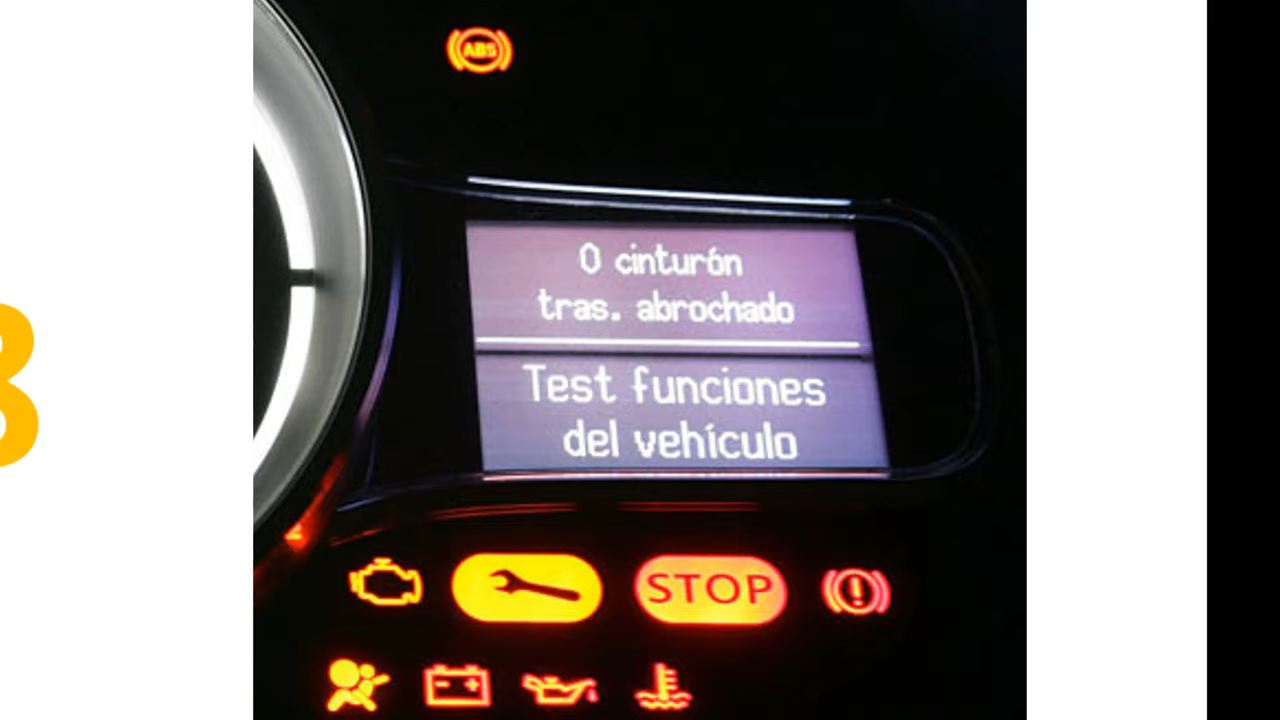 ABS
0 cinturón
tras. abrochado
Test funciones
del vehículo
STOP